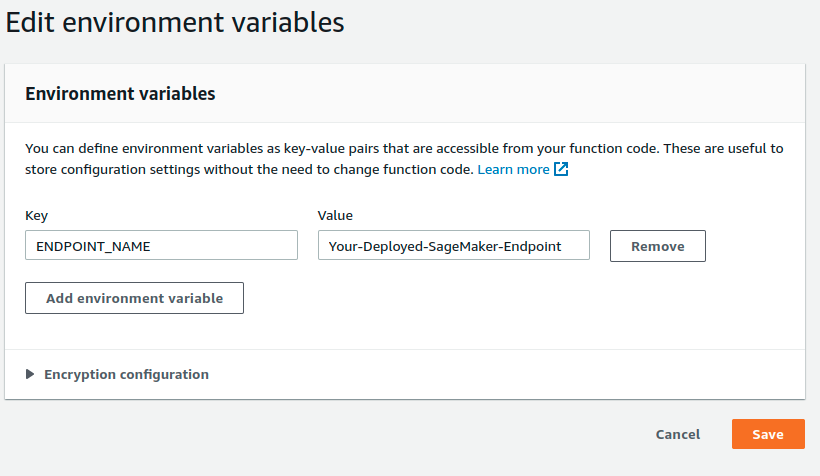 Edit environment variables
Environment variables
You can define environment variables as key-value pairs that are accessible from your function code. These are useful to
store configuration settings without the need to change function code. Learn more
Key Value
ENDPOINT_NAME Your-Deployed-SageMaker-Endpoint Remove
Add environment variable
Encryption configuration
Cancel Save